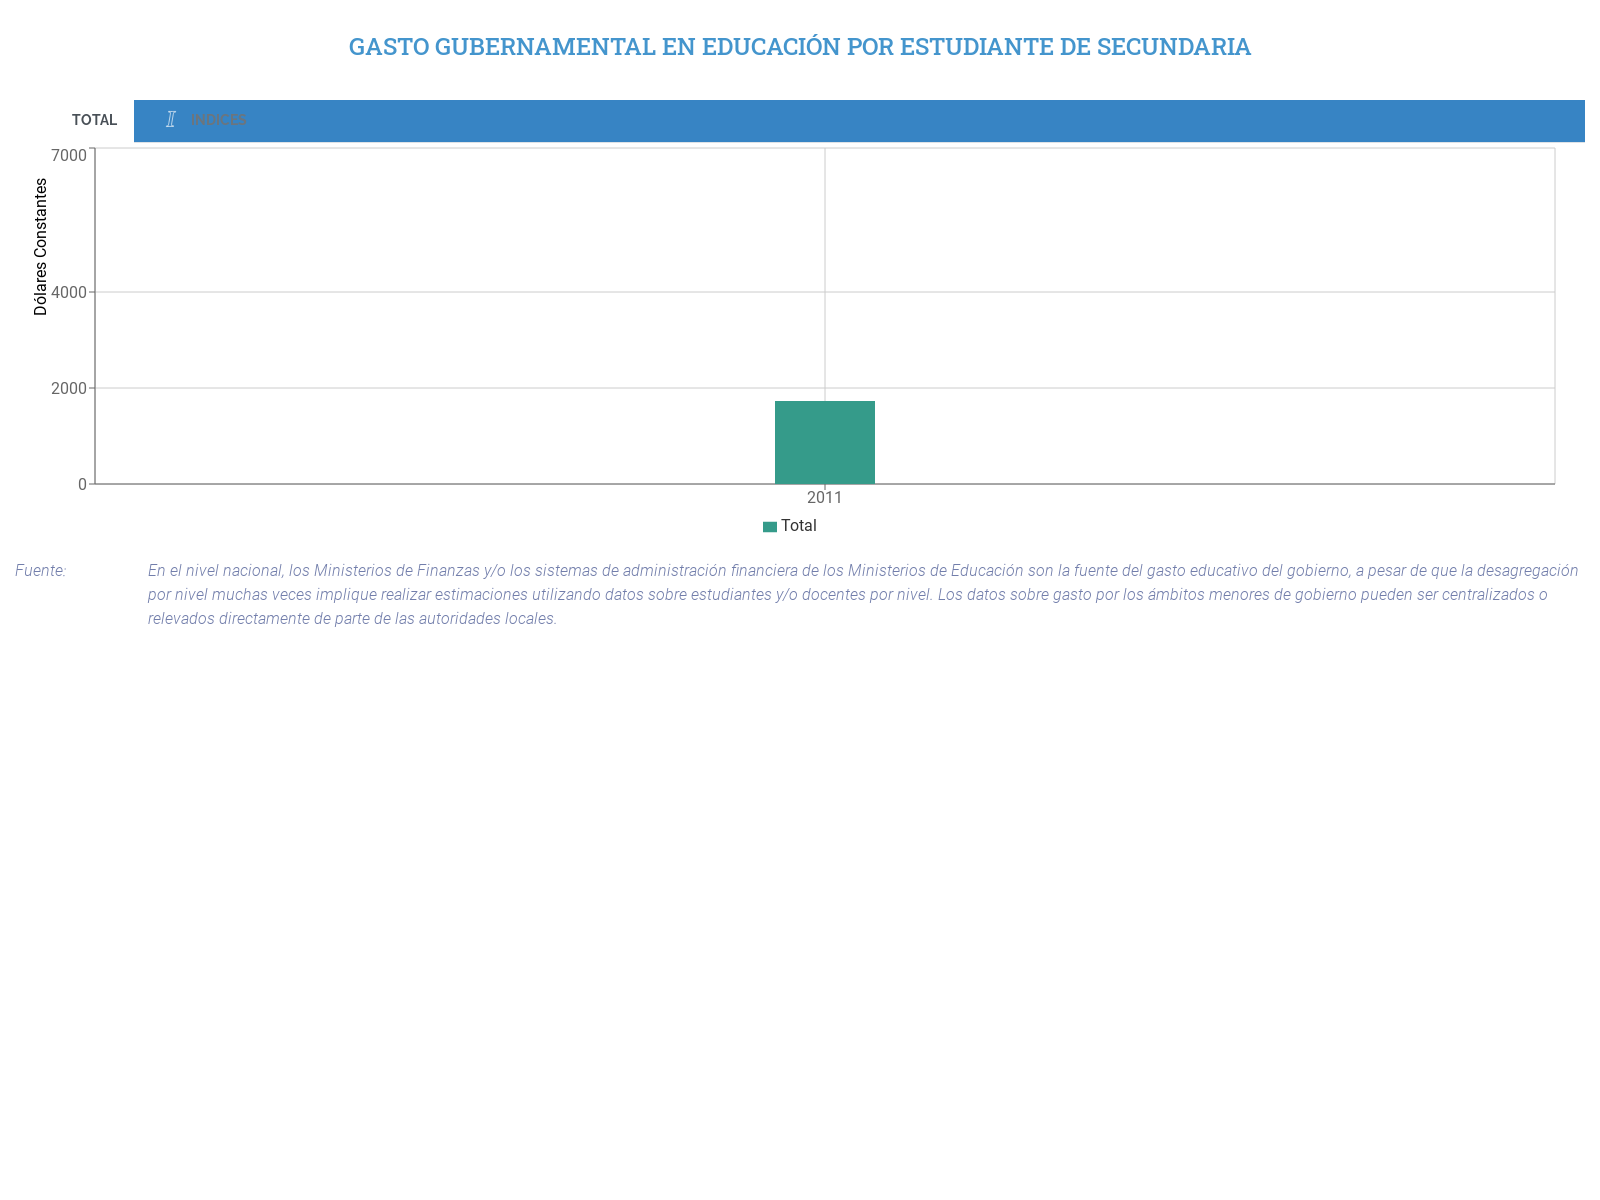 GASTO GUBERNAMENTAL EN EDUCACIÓN POR ESTUDIANTE DE SECUNDARIA
TOTAL
I INDICES
7000
Dólares Constantes
4000
2000
0
2011
Total
Fuente:
En el nivel nacional, los Ministerios de Finanzas y/o los sistemas de administración financiera de los Ministerios de Educación son la fuente del gasto educativo del gobierno, a pesar de que la desagregación
por nivel muchas veces implique realizar estimaciones utilizando datos sobre estudiantes y/o docentes por nivel. Los datos sobre gasto por los ámbitos menores de gobierno pueden ser centralizados o
relevados directamente de parte de las autoridades locales.